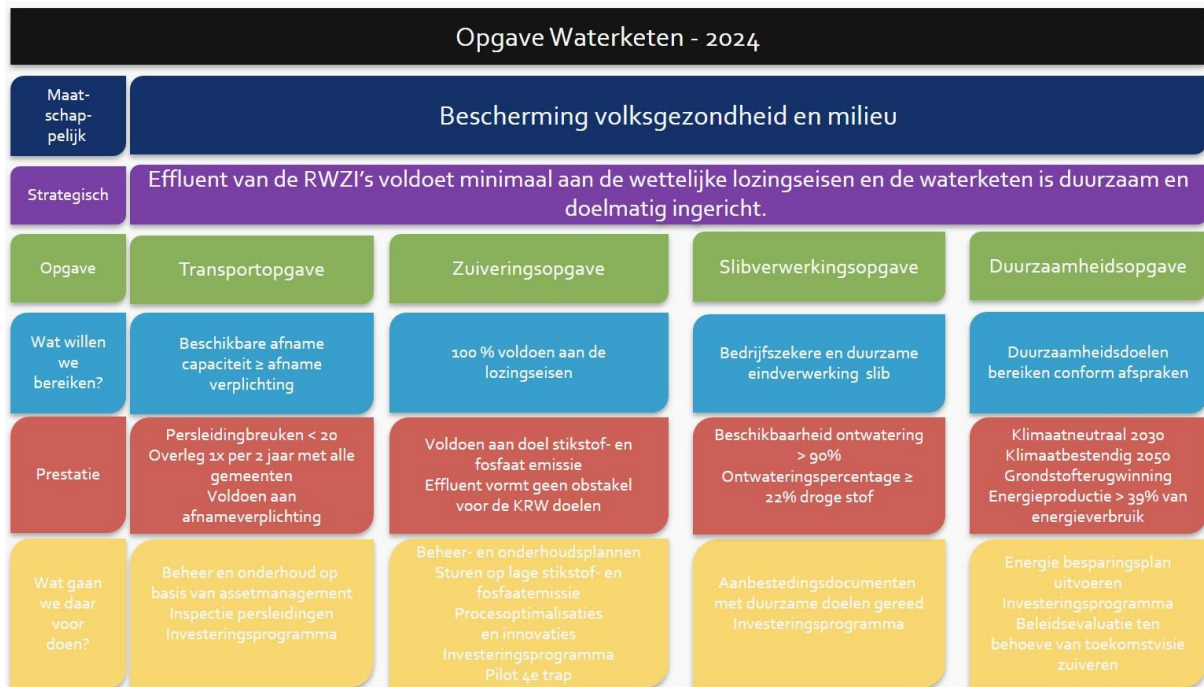 Opgave Waterketen - 2024
Maat-
schap-
pelijk
Bescherming volksgezondheid en milieu
Strategisch
Effluent van de RWZI's voldoet minimaal aan de wettelijke lozingseisen en de waterketen is duurzaam en
doelmatig ingericht.
Opgave
Transportopgave
Zuiveringsopgave
Slibverwerkingsopgave
Duurzaamheidsopgave
Wat willen
we
bereiken?
Beschikbare afname
capaciteit ≥ afname
verplichting
100 % voldoen aan de
lozingseisen
Bedrijfszekere en duurzame
eindverwerking slib
Duurzaamheidsdoelen
bereiken conform afspraken
Prestatie
Persleidingbreuken < 20
Overleg 1x per 2 jaar met alle
gemeenten
Voldoen aan
afnameverplichting
Voldoen aan doel stikstof- en
fosfaat emissie
Effluent vormt geen obstakel
voor de KRW doelen
Beschikbaarheid ontwatering
> 90%
Ontwateringspercentage ≥
22% droge stof
Klimaatneutraal 2030
Klimaatbestendig 2050
Grondstofterugwinning
Energieproductie > 39% van
energieverbruik
Wat gaan
we daar
voor
doen?
Beheer en onderhoud op
basis van assetmanagement
Inspectie persleidingen
Investeringsprogramma
Beheer- en onderhoudsplannen
Sturen op lage stikstof- en
fosfaatemissie
Procesoptimalisaties
en innovaties
Investeringsprogramma
Pilot 4e trap
Aanbestedingsdocumenten
met duurzame doelen gereed
Investeringsprogramma
Energie besparingsplan
uitvoeren
Investeringsprogramma
Beleidsevaluatie ten
behoeve van toekomstvisie
zuiveren